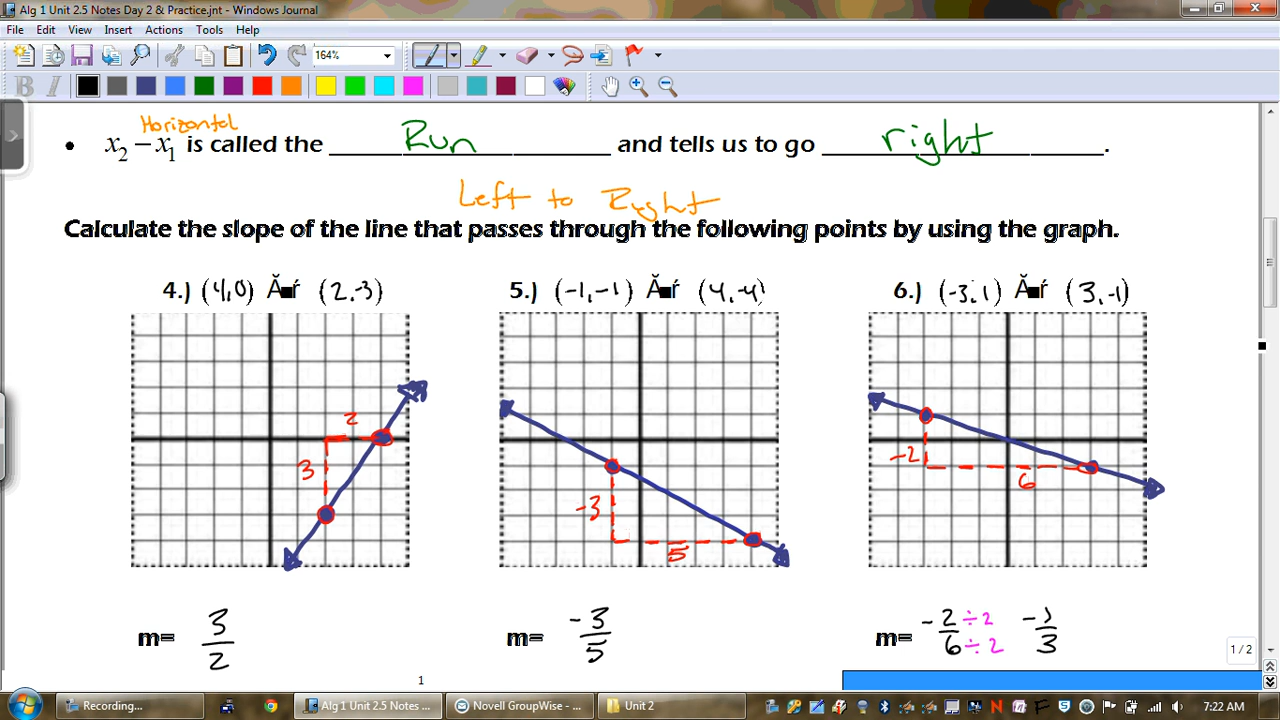 Alg 1 Unit 2.5 Notes Day 2 & Practice.jnt - Windows Journal
File Edit View Insert Actions Tools Help
164%
Horizontal
• x₂ − x₁ is called the Run and tells us to go right.
Left to Right
Calculate the slope of the line that passes through the following points by using the graph.
4.) (4,0) Ă■ŕ (2,-3) 5.) (-1,-1) Ă■ŕ (4,-4) 6.) (-3,1) Ă■ŕ (3,-1)
2
3 -3 -2
5 6
m= 3/2 m= -3/5 m= -2÷2/6÷2 -1/3
1 / 2
1
Recording... Alg 1 Unit 2.5 Notes ... Novell GroupWise - ... Unit 2 7:22 AM